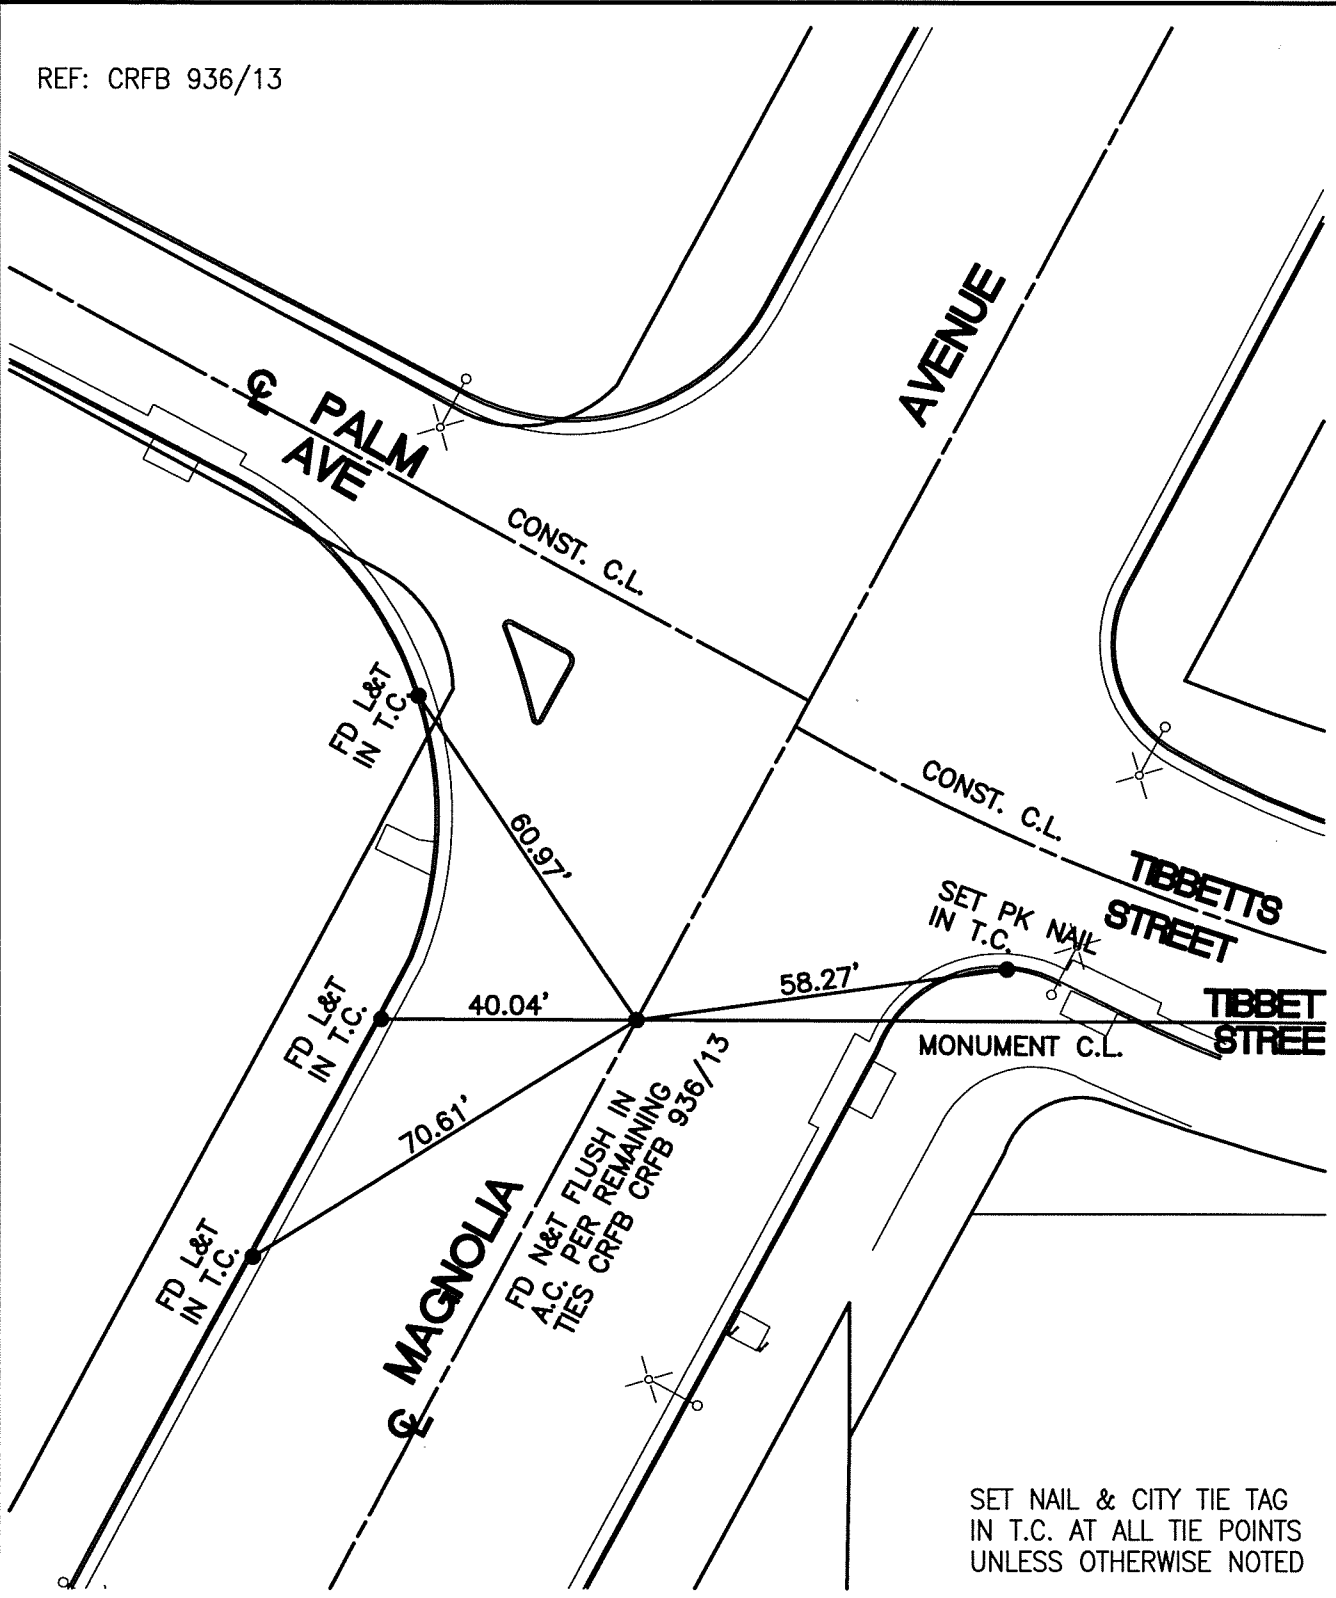 REF: CRFB 936/13
AVENUE
℄ PALM
AVE
CONST. C.L.
FD L&T
IN T.C.
60.97'
CONST. C.L.
TIBBETTS
STREET
SET PK NAIL
IN T.C.
58.27'
40.04'
FD L&T
IN T.C.
TIBBET
STREE
MONUMENT C.L.
70.61'
FD N&T FLUSH IN
A.C. PER REMAINING
TIES CRFB CRFB 936/13
FD L&T
IN T.C.
℄ MAGNOLIA
SET NAIL & CITY TIE TAG
IN T.C. AT ALL TIE POINTS
UNLESS OTHERWISE NOTED